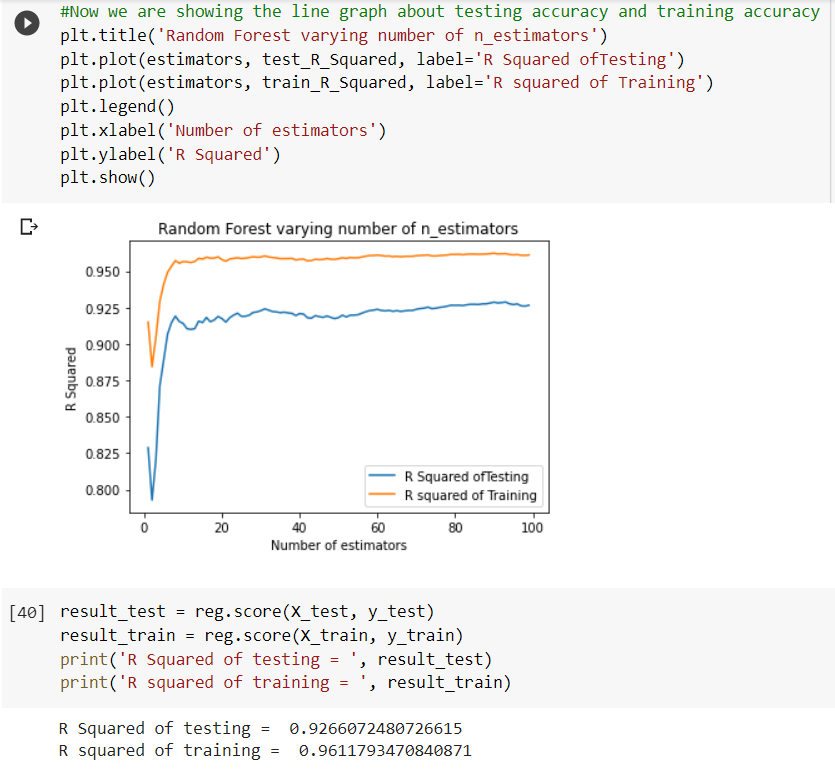 #Now we are showing the line graph about testing accuracy and training accuracy
plt.title('Random Forest varying number of n_estimators')
plt.plot(estimators, test_R_Squared, label='R Squared ofTesting')
plt.plot(estimators, train_R_Squared, label='R squared of Training')
plt.legend()
plt.xlabel('Number of estimators')
plt.ylabel('R Squared')
plt.show()
Random Forest varying number of n_estimators
R Squared
0.950
0.925
0.900
0.875
0.850
0.825
0.800
R Squared ofTesting
R squared of Training
0 20 40 60 80 100
Number of estimators
[40] result_test = reg.score(X_test, y_test)
result_train = reg.score(X_train, y_train)
print('R Squared of testing = ', result_test)
print('R squared of training = ', result_train)
R Squared of testing =  0.9266072480726615
R squared of training =  0.9611793470840871